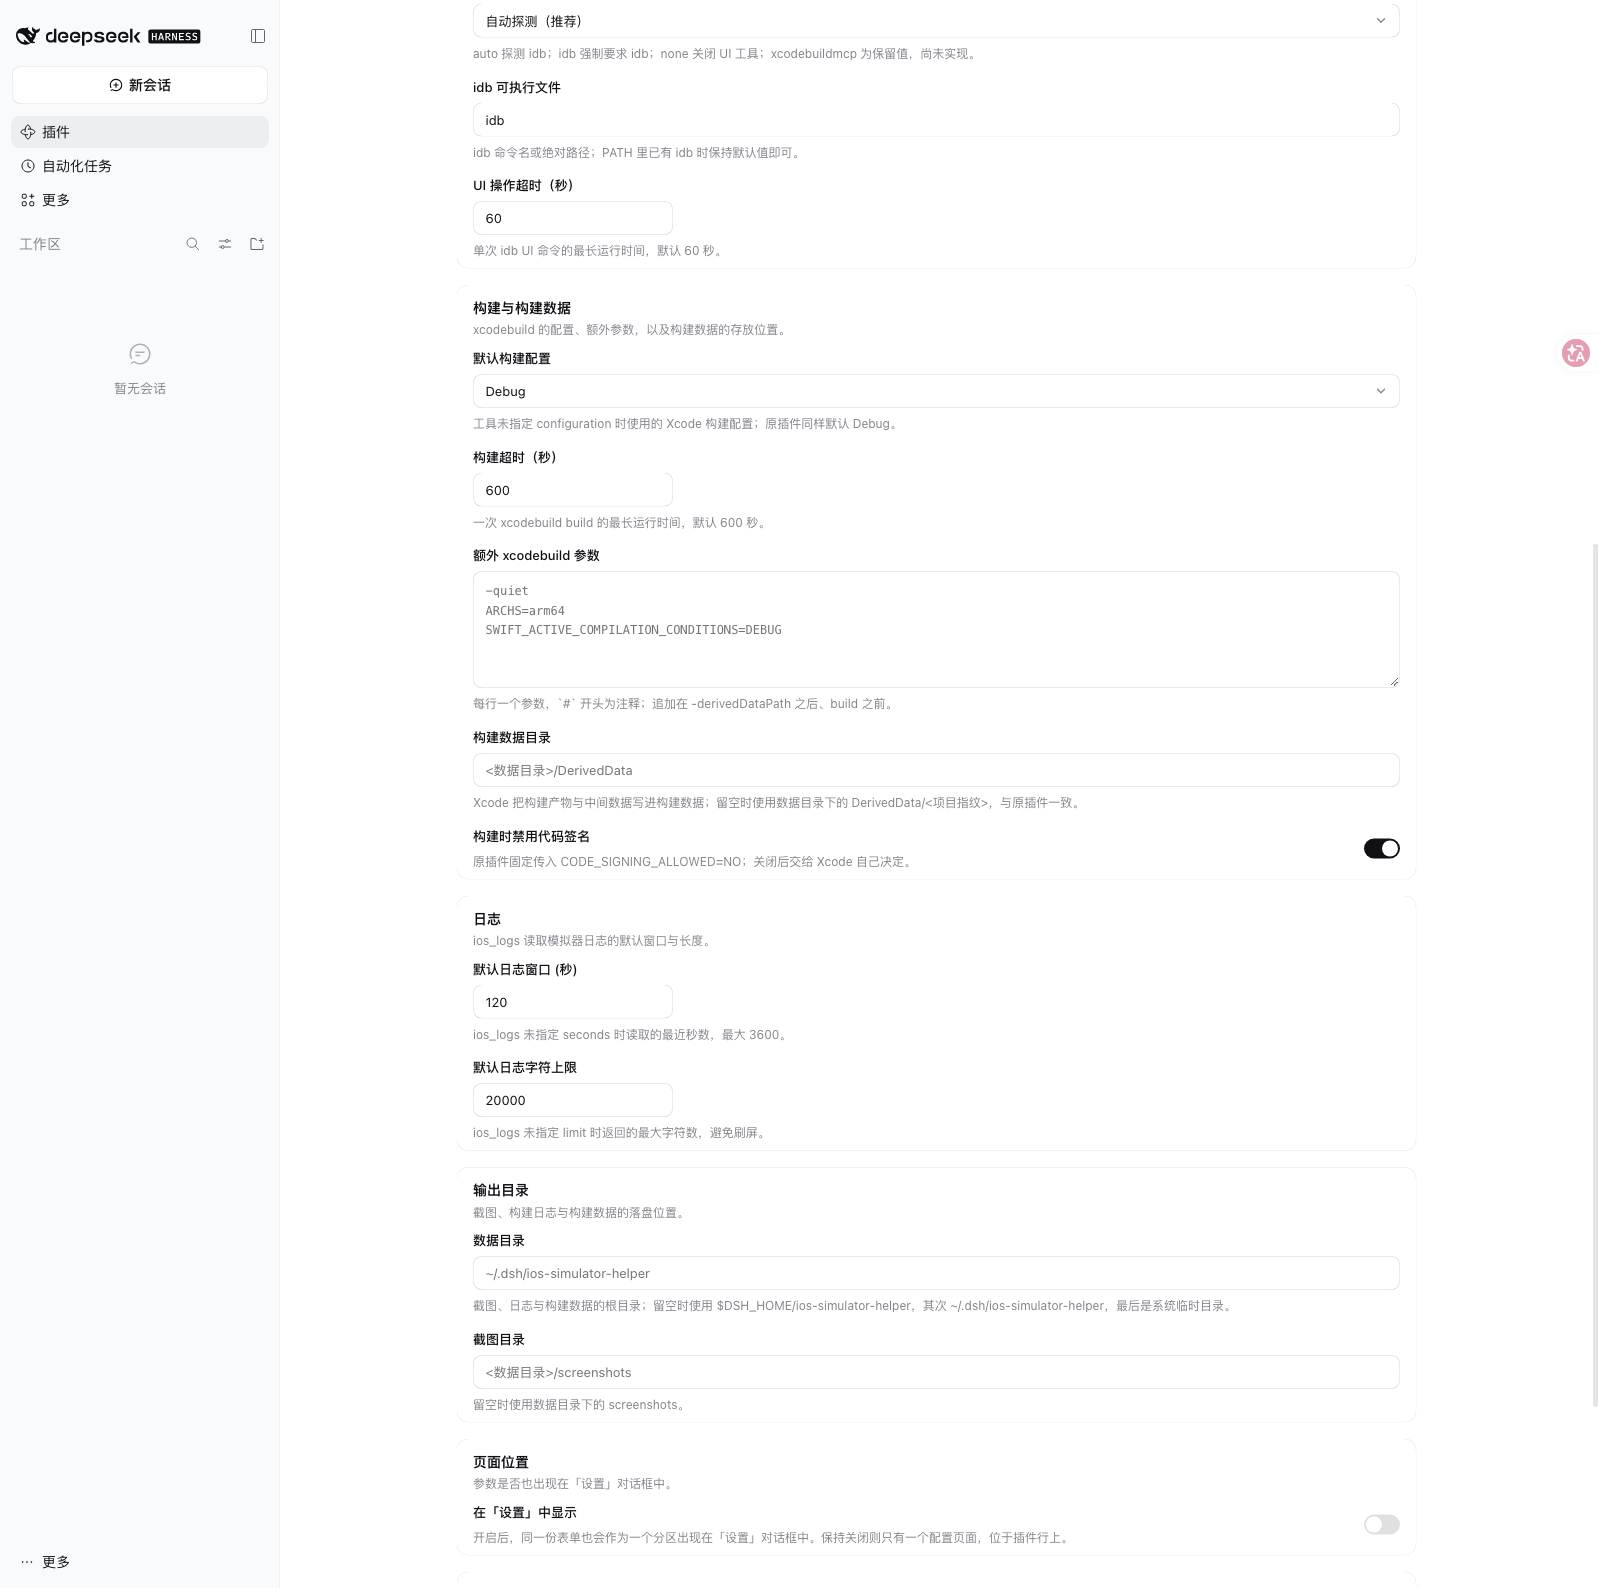 deepseek HARNESS
新会话
插件
自动化任务
更多
工作区
暂无会话
更多
自动探测（推荐）
auto 探测 idb；idb 强制要求 idb；none 关闭 UI 工具；xcodebuildmcp 为保留值，尚未实现。
idb 可执行文件
idb
idb 命令名或绝对路径；PATH 里已有 idb 时保持默认值即可。
UI 操作超时（秒）
60
单次 idb UI 命令的最长运行时间，默认 60 秒。
构建与构建数据
xcodebuild 的配置、额外参数，以及构建数据的存放位置。
默认构建配置
Debug
工具未指定 configuration 时使用的 Xcode 构建配置；原插件同样默认 Debug。
构建超时（秒）
600
一次 xcodebuild build 的最长运行时间，默认 600 秒。
额外 xcodebuild 参数
-quiet
ARCHS=arm64
SWIFT_ACTIVE_COMPILATION_CONDITIONS=DEBUG
每行一个参数，`#` 开头为注释；追加在 -derivedDataPath 之后、build 之前。
构建数据目录
<数据目录>/DerivedData
Xcode 把构建产物与中间数据写进构建数据；留空时使用数据目录下的 DerivedData/<项目指纹>，与原插件一致。
构建时禁用代码签名
原插件固定传入 CODE_SIGNING_ALLOWED=NO；关闭后交给 Xcode 自己决定。
日志
ios_logs 读取模拟器日志的默认窗口与长度。
默认日志窗口 (秒)
120
ios_logs 未指定 seconds 时读取的最近秒数，最大 3600。
默认日志字符上限
20000
ios_logs 未指定 limit 时返回的最大字符数，避免刷屏。
输出目录
截图、构建日志与构建数据的落盘位置。
数据目录
~/.dsh/ios-simulator-helper
截图、日志与构建数据的根目录；留空时使用 $DSH_HOME/ios-simulator-helper，其次 ~/.dsh/ios-simulator-helper，最后是系统临时目录。
截图目录
<数据目录>/screenshots
留空时使用数据目录下的 screenshots。
页面位置
参数是否也出现在「设置」对话框中。
在「设置」中显示
开启后，同一份表单也会作为一个分区出现在「设置」对话框中。保持关闭则只有一个配置页面，位于插件行上。